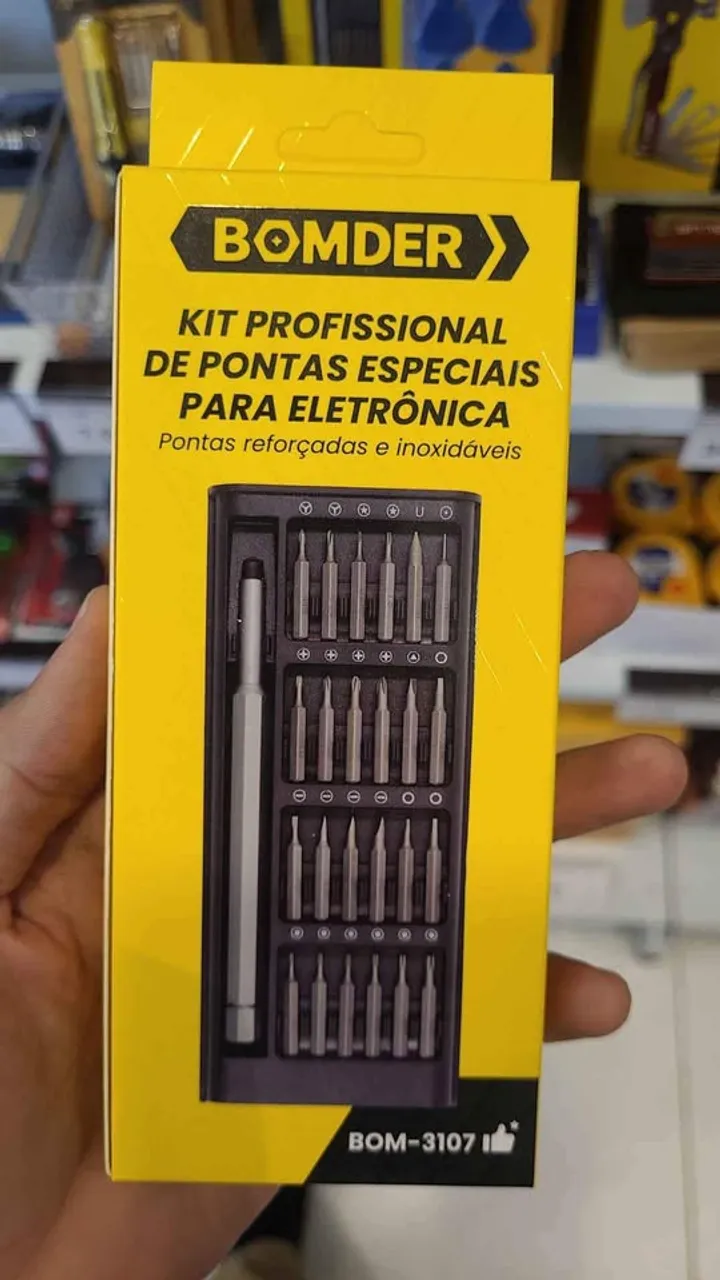 BOMDER
KIT PROFISSIONAL
DE PONTAS ESPECIAIS
PARA ELETRÔNICA
Pontas reforçadas e inoxidáveis
U
BOM-3107